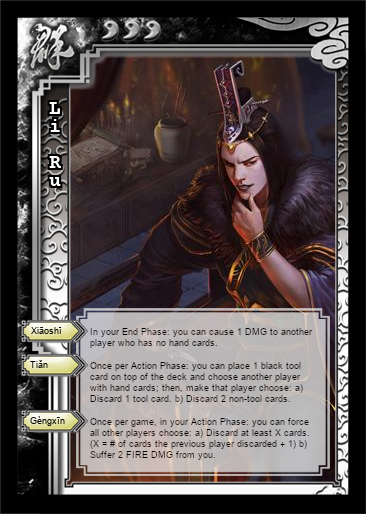 群
Li Ru
Xiāoshǐ
In your End Phase: you can cause 1 DMG to another
player who has no hand cards.
Tiǎn
Once per Action Phase: you can place 1 black tool
card on top of the deck and choose another player
with hand cards; then, make that player choose: a)
Discard 1 tool card. b) Discard 2 non-tool cards.
Gèngxīn
Once per game, in your Action Phase: you can force
all other players choose: a) Discard at least X cards.
(X = # of cards the previous player discarded + 1) b)
Suffer 2 FIRE DMG from you.